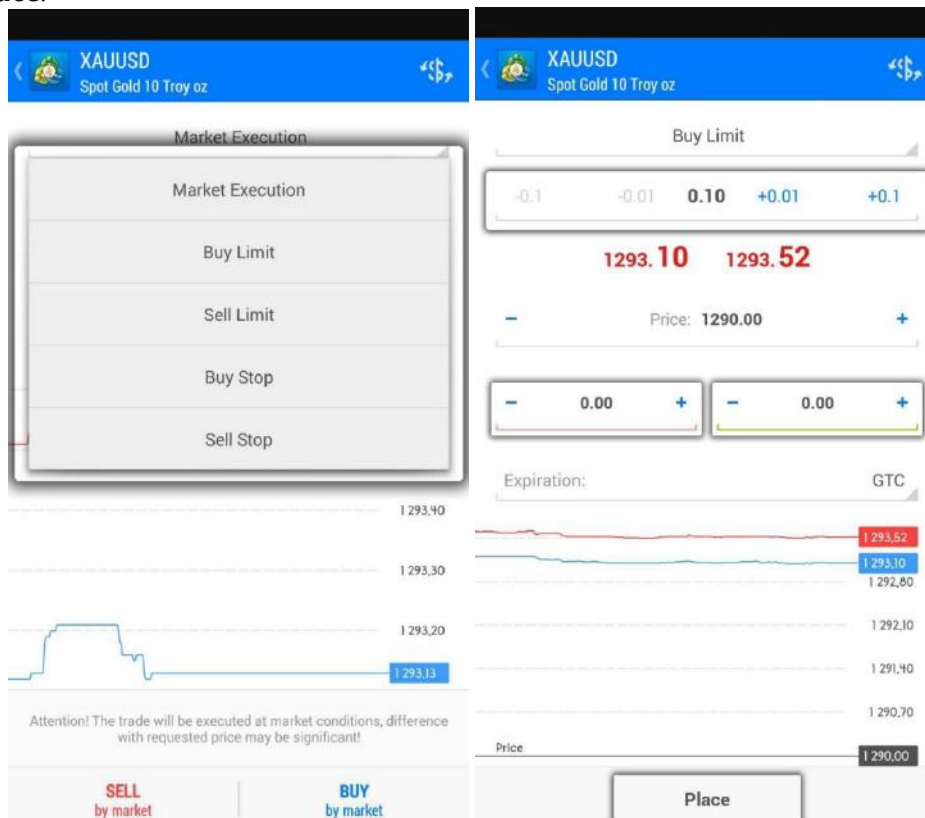 XAUUSD
Spot Gold 10 Troy oz
Market Execution
Market Execution
Buy Limit
Sell Limit
Buy Stop
Sell Stop
1 293,40
1 293,30
1 293,20
1 293,13
Attention! The trade will be executed at market conditions, difference
with requested price may be significant!
SELL
by market
BUY
by market
XAUUSD
Spot Gold 10 Troy oz
Buy Limit
-0.1 -0.01 0.10 +0.01 +0.1
1293.10 1293.52
− Price: 1290.00 +
− 0.00 + − 0.00 +
Expiration: GTC
1 293,52
1 293,10
1 292,80
1 292,10
1 291,40
1 290,70
Price
1 290,00
Place